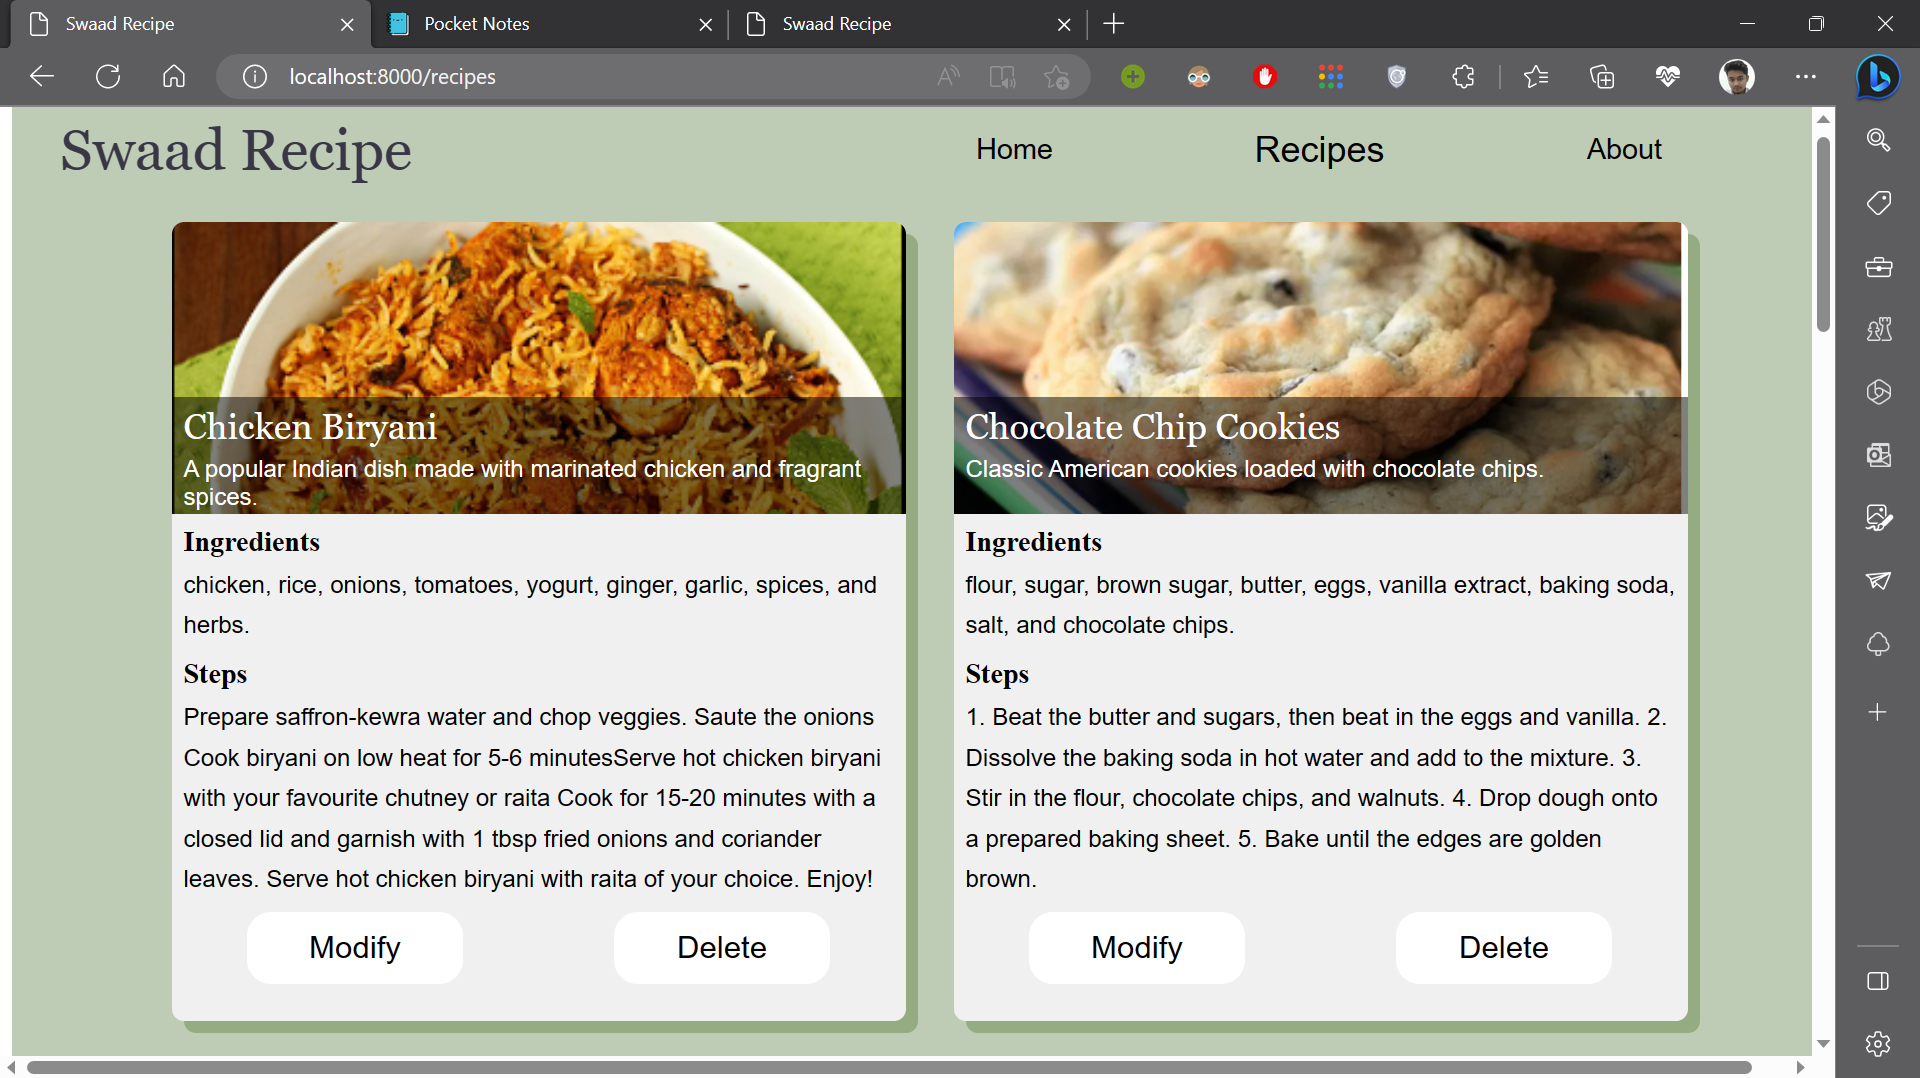 Swaad Recipe
Pocket Notes
Swaad Recipe
localhost:8000/recipes
Swaad Recipe
Home
Recipes
About
Chicken Biryani
A popular Indian dish made with marinated chicken and fragrant
spices.
Ingredients
chicken, rice, onions, tomatoes, yogurt, ginger, garlic, spices, and
herbs.
Steps
Prepare saffron-kewra water and chop veggies. Saute the onions
Cook biryani on low heat for 5-6 minutesServe hot chicken biryani
with your favourite chutney or raita Cook for 15-20 minutes with a
closed lid and garnish with 1 tbsp fried onions and coriander
leaves. Serve hot chicken biryani with raita of your choice. Enjoy!
Modify
Delete
Chocolate Chip Cookies
Classic American cookies loaded with chocolate chips.
Ingredients
flour, sugar, brown sugar, butter, eggs, vanilla extract, baking soda,
salt, and chocolate chips.
Steps
1. Beat the butter and sugars, then beat in the eggs and vanilla. 2.
Dissolve the baking soda in hot water and add to the mixture. 3.
Stir in the flour, chocolate chips, and walnuts. 4. Drop dough onto
a prepared baking sheet. 5. Bake until the edges are golden
brown.
Modify
Delete